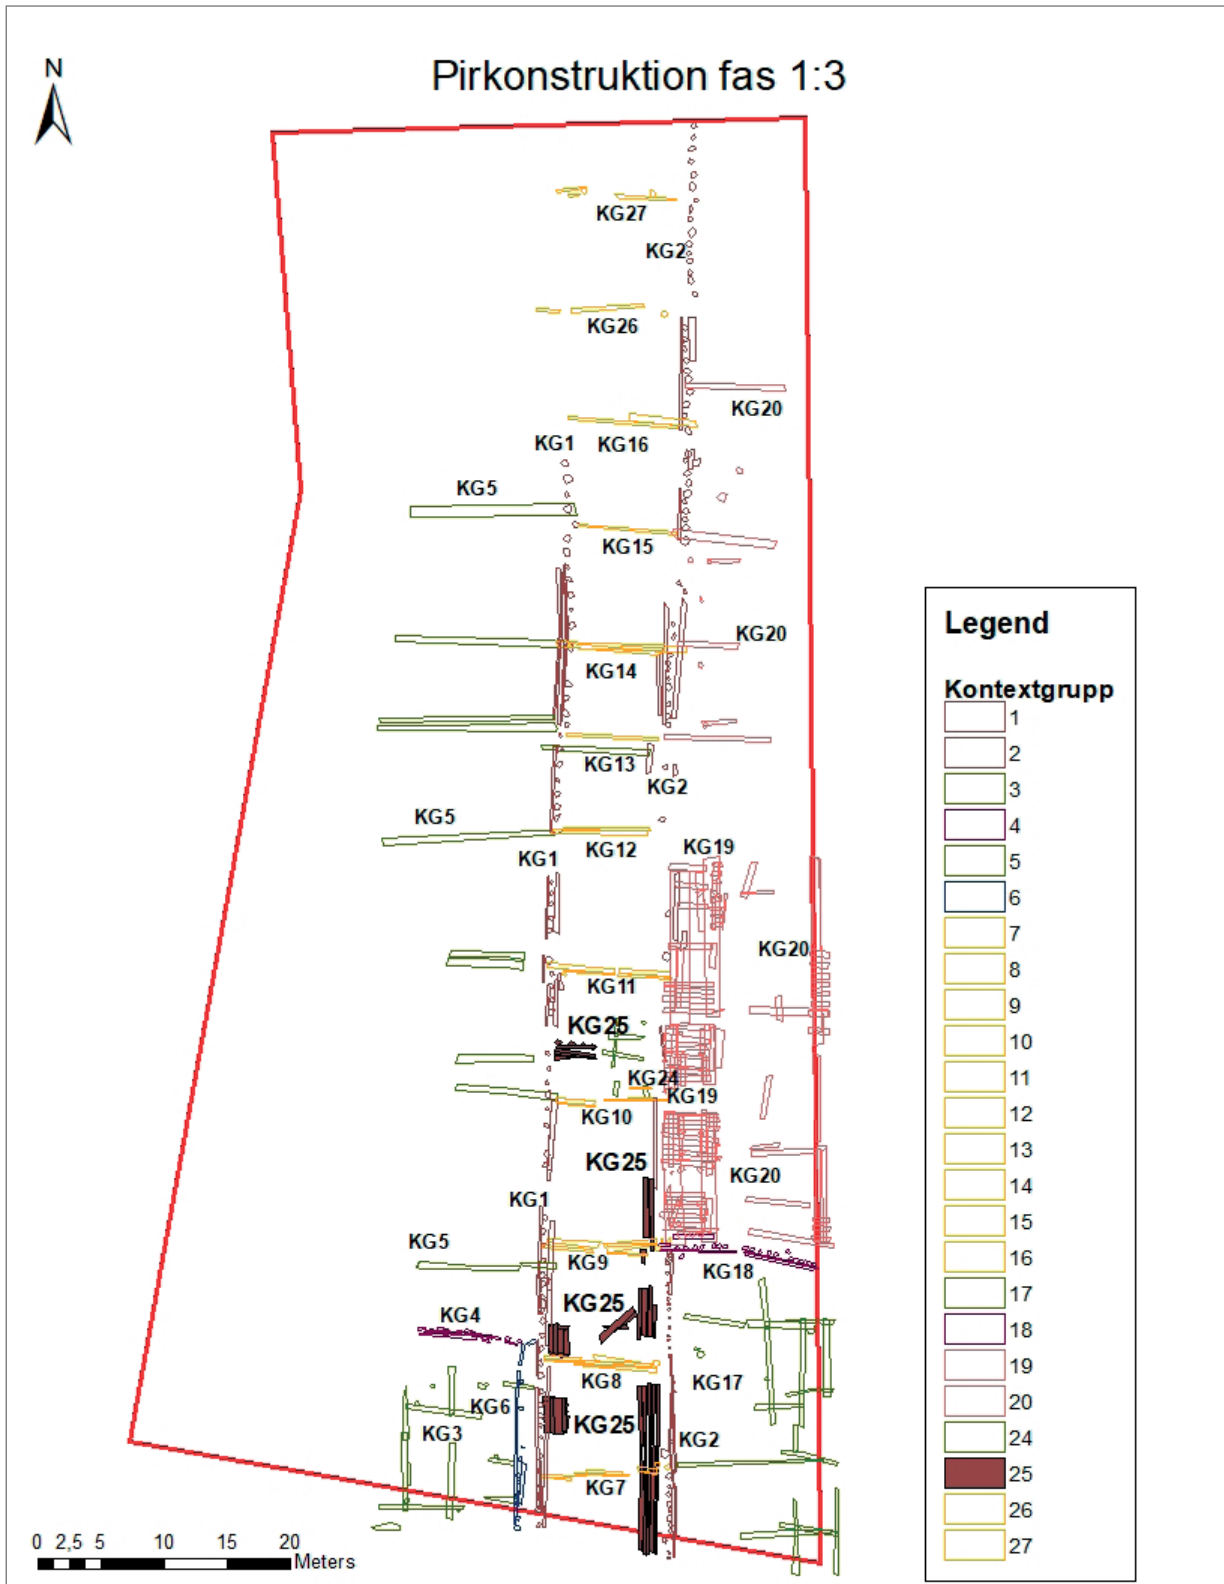 N
Pirkonstruktion fas 1:3
KG27
KG2
KG26
KG20
KG16
KG1
KG5
KG15
KG20
KG14
KG13
KG2
KG5
KG12
KG1
KG19
KG20
KG11
KG25
KG24
KG19
KG10
KG25
KG20
KG1
KG5
KG9
KG18
KG25
KG4
KG8
KG17
KG6
KG25
KG3
KG2
KG7
0 2,5 5 10 15 20
Meters
Legend
Kontextgrupp
1
2
3
4
5
6
7
8
9
10
11
12
13
14
15
16
17
18
19
20
24
25
26
27